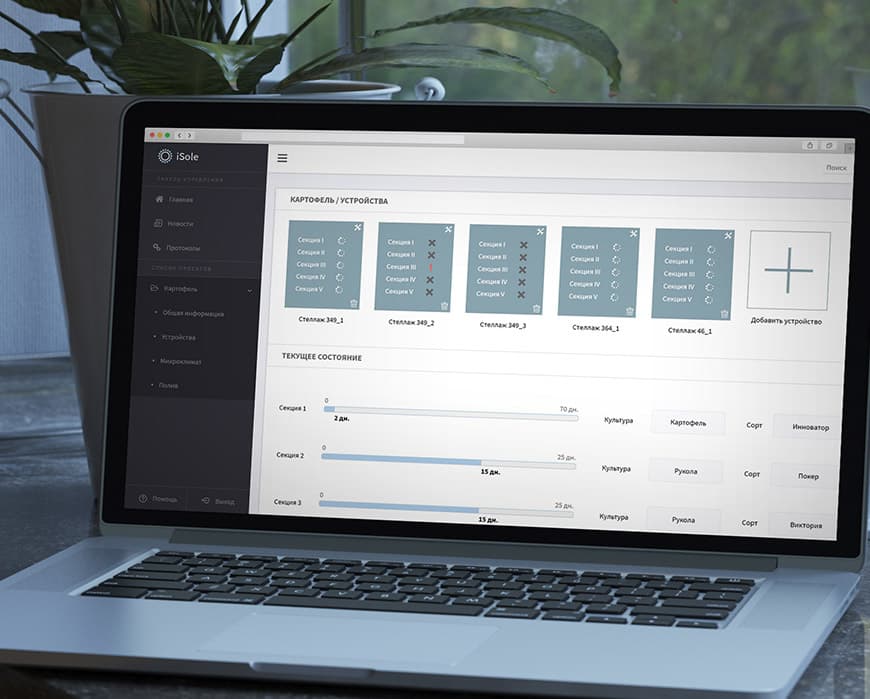 iSole
ПАНЕЛЬ УПРАВЛЕНИЯ
Главная
Новости
Протоколы
СПИСОК ПРОЕКТОВ
Картофель
Общая информация
Устройства
Микроклимат
Полив
Помощь
Выход
Поиск
КАРТОФЕЛЬ / УСТРОЙСТВА
Секция I
Секция II
Секция III
Секция IV
Секция V
Стеллаж 349_1
Секция I
Секция II
Секция III
Секция IV
Секция V
Стеллаж 349_2
Секция I
Секция II
Секция III
Секция IV
Секция V
Стеллаж 349_3
Секция I
Секция II
Секция III
Секция IV
Секция V
Стеллаж 364_1
Секция I
Секция II
Секция III
Секция IV
Секция V
Стеллаж 46_1
Добавить устройство
ТЕКУЩЕЕ СОСТОЯНИЕ
Секция 1 0 70 дн. 2 дн. Культура Картофель Сорт Инноватор
Секция 2 0 25 дн. 15 дн. Культура Рукола Сорт Покер
Секция 3 0 25 дн. 15 дн. Культура Рукола Сорт Виктория